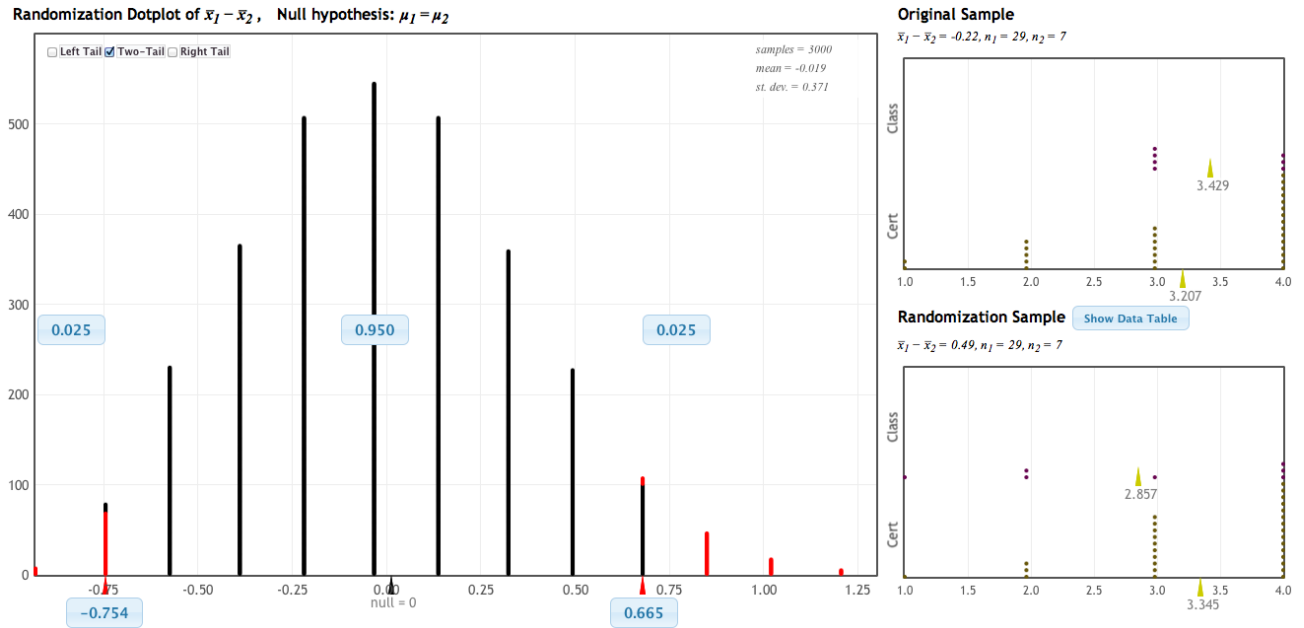 Randomization Dotplot of x̄₁ − x̄₂ , Null hypothesis: μ₁ = μ₂
Left Tail Two-Tail Right Tail
samples = 3000
mean = -0.019
st. dev. = 0.371
500
400
300
200
100
0
0.025
0.950
0.025
-0.75
-0.50
-0.25
0.00
0.25
0.50
0.75
1.00
1.25
null = 0
-0.754
0.665
Original Sample
x̄₁ − x̄₂ = -0.22, n₁ = 29, n₂ = 7
Class
Cert
3.429
1.0 1.5 2.0 2.5 3.0 3.5 4.0
3.207
Randomization Sample Show Data Table
x̄₁ − x̄₂ = 0.49, n₁ = 29, n₂ = 7
Class
Cert
2.857
1.0 1.5 2.0 2.5 3.0 3.5 4.0
3.345